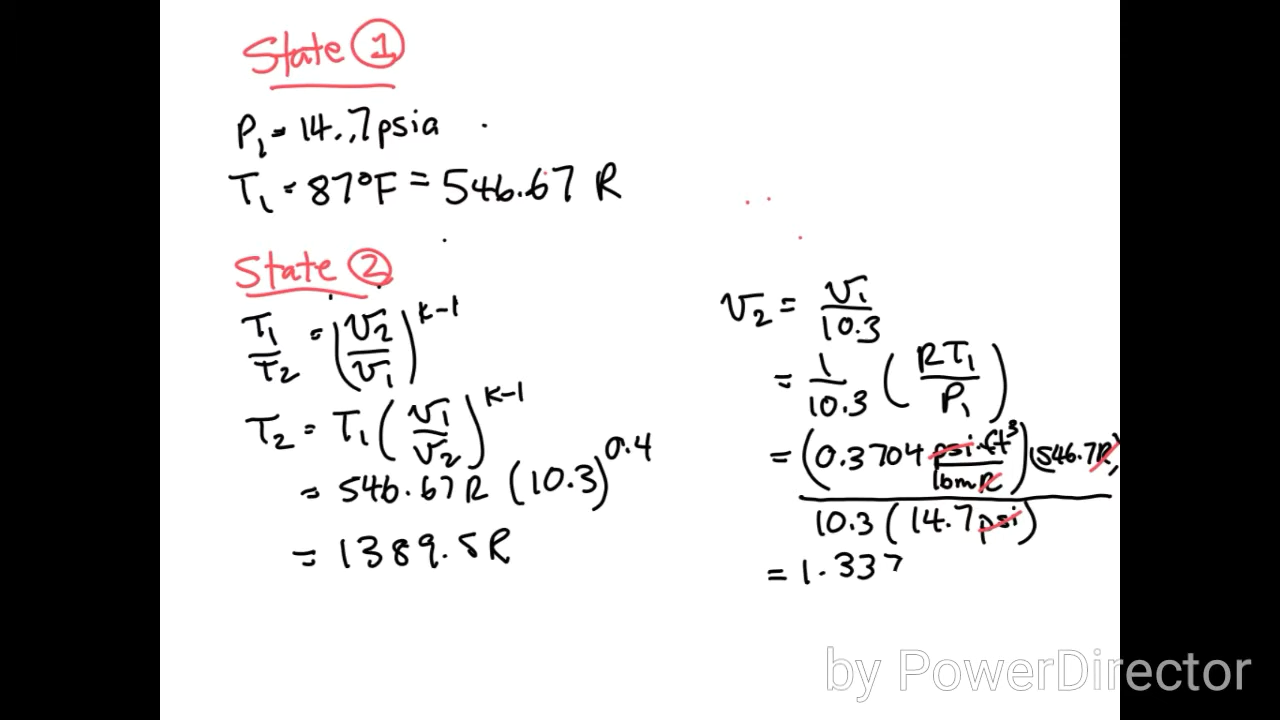 State ①
P₁ = 14.7 psia
T₁ = 87°F = 546.67 R
State ②
T₁/T₂ = (v₂/v₁)^(k-1)
T₂ = T₁ (v₁/v₂)^(k-1)
= 546.67 R (10.3)^0.4
= 1389.5 R
v₂ = v₁/10.3
= 1/10.3 (RT₁/P₁)
= (0.3704 psi·ft³/lbm R)(546.7 R)
10.3 (14.7 psi)
= 1.337
by PowerDirector